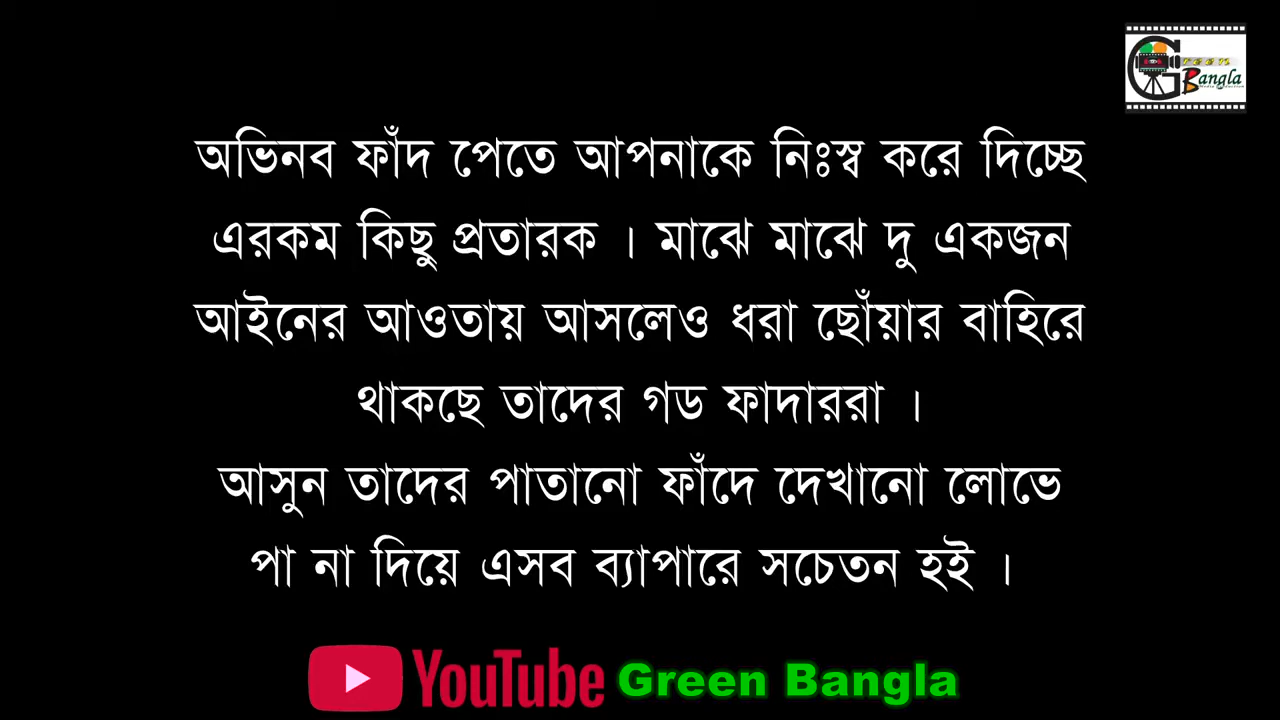 Green
Bangla
অভিনব ফাঁদ পেতে আপনাকে নিঃস্ব করে দিচ্ছে
এরকম কিছু প্রতারক । মাঝে মাঝে দু একজন
আইনের আওতায় আসলেও ধরা ছোঁয়ার বাহিরে
থাকছে তাদের গড ফাদাররা ।
আসুন তাদের পাতানো ফাঁদে দেখানো লোভে
পা না দিয়ে এসব ব্যাপারে সচেতন হই ।
YouTube Green Bangla